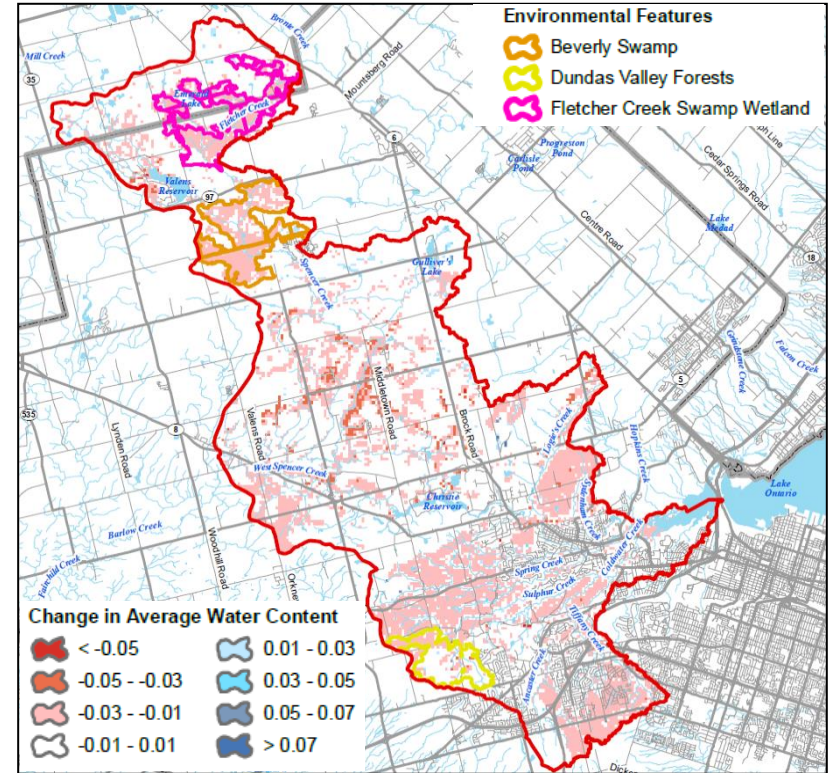 Environmental Features
Beverly Swamp
Dundas Valley Forests
Fletcher Creek Swamp Wetland
Bronte Creek
Mill Creek
35
Mountsberg Road
Fletcher Creek
6
Progreston
Pond
Carlisle
Pond
Cedar Springs Road
Valens
Reservoir
97
Centre Road
Lake
Medad
18
Spencer Creek
Gulliver's
Lake
Grindstone Creek
Falcon Creek
5
535
Lynden Road
8
Valens Road
Middletown Road
Brock Road
Logie's Creek
Hopkins Creek
West Spencer Creek
Christie
Reservoir
Sydenham Creek
Lake
Ontario
Barlow Creek
Fairchild Creek
Woodhill Road
Orkne
Spring Creek
Coldwater Creek
Sulphur Creek
Tiffany Creek
Ancaster Creek
Change in Average Water Content
< -0.05
-0.05 - -0.03
-0.03 - -0.01
-0.01 - 0.01
0.01 - 0.03
0.03 - 0.05
0.05 - 0.07
> 0.07